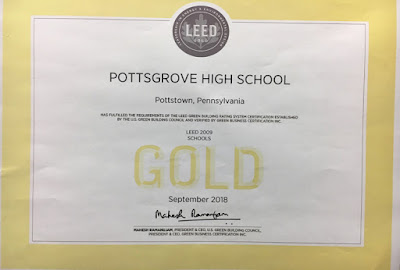 LEED
POTTSGROVE HIGH SCHOOL
Pottstown, Pennsylvania
HAS FULFILLED THE REQUIREMENTS OF THE LEED GREEN BUILDING RATING SYSTEM CERTIFICATION ESTABLISHED
BY THE U.S. GREEN BUILDING COUNCIL AND VERIFIED BY GREEN BUSINESS CERTIFICATION INC.
LEED 2009
SCHOOLS
GOLD
September 2018
Mahesh Ramanujam
MAHESH RAMANUJAM, PRESIDENT & CEO, U.S. GREEN BUILDING COUNCIL
PRESIDENT & CEO, GREEN BUSINESS CERTIFICATION INC.